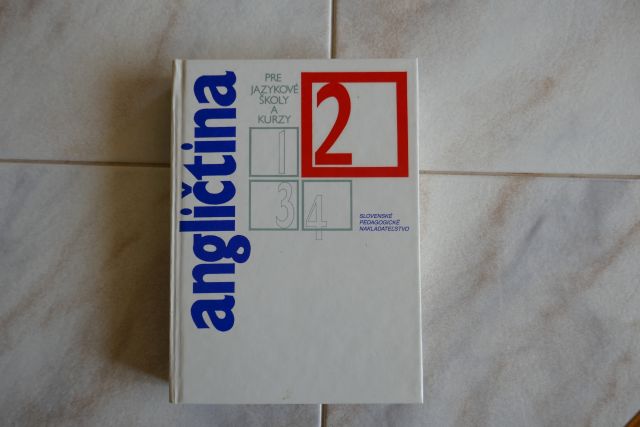 angličtina
PRE
JAZYKOVÉ
ŠKOLY
A
KURZY
1
2
3
4
SLOVENSKÉ
PEDAGOGICKÉ
NAKLADATEĽSTVO